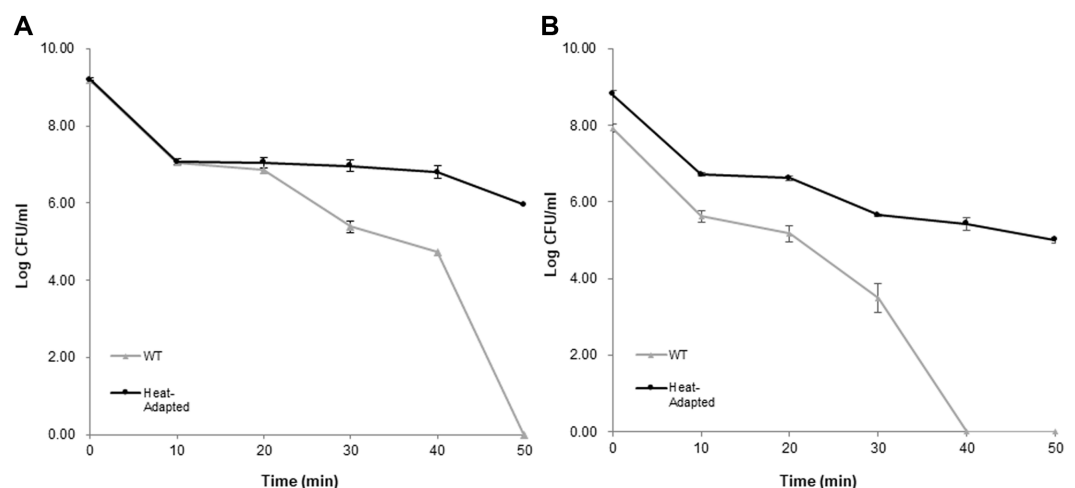 A
10.00
8.00
6.00
4.00
2.00
0.00
Log CFU/ml
WT
Heat-
Adapted
0 10 20 30 40 50
Time (min)
B
10.00
8.00
6.00
4.00
2.00
0.00
Log CFU/ml
WT
Heat-
Adapted
0 10 20 30 40 50
Time (min)